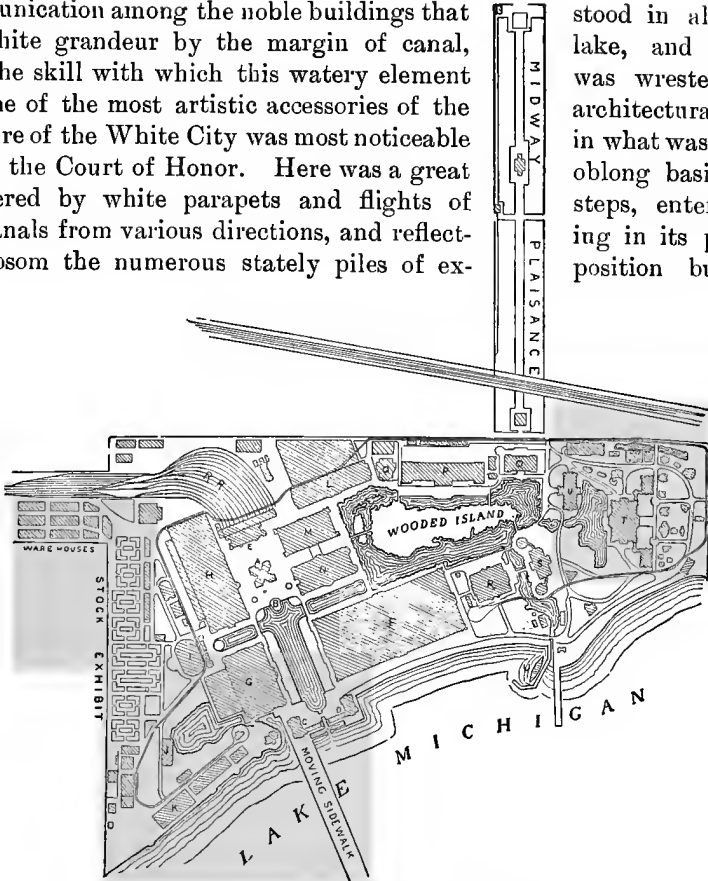 unication among the noble buildings that stood in al
hite grandeur by the margin of canal, lake, and
he skill with which this watery element was wreste
ne of the most artistic accessories of the architectura
re of the White City was most noticeable in what was
the Court of Honor. Here was a great oblong basi
ered by white parapets and flights of steps, enter
nals from various directions, and reflect- ing in its p
osom the numerous stately piles of ex- position bu
MIDWAY
PLAISANCE
R R
L
O
P
Q
U
T
WOODED ISLAND
WARE HOUSES
E
M
H
N
S
R
STOCK EXHIBIT
B
F
I
G
C
D
J
K
MOVING SIDEWALK
LAKE MICHIGAN